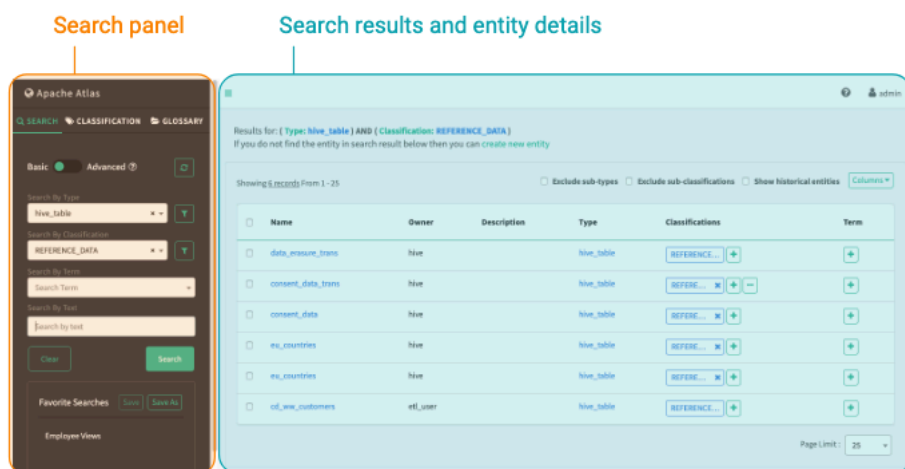 Search panel
Search results and entity details
Apache Atlas
admin
SEARCH CLASSIFICATION GLOSSARY
Results for: ( Type: hive_table ) AND ( Classification: REFERENCE_DATA )
If you do not find the entity in search result below then you can create new entity
Basic Advanced
Showing 6 records From 1 - 25
Exclude sub-types Exclude sub-classifications Show historical entities Columns
Search By Type
hive_table
Search By Classification
REFERENCE_DATA
Search By Term
Search Term
Search By Text
Search by text
Clear Search
Favorite Searches Save Save As
Employee Views
Name Owner Description Type Classifications Term
data_erasure_trans hive hive_table REFERENCE...
consent_data_trans hive hive_table REFERE...
consent_data hive hive_table REFERE...
eu_countries hive hive_table REFERE...
eu_countries hive hive_table REFERE...
cd_ww_customers etl_user hive_table REFERENCE...
Page Limit : 25